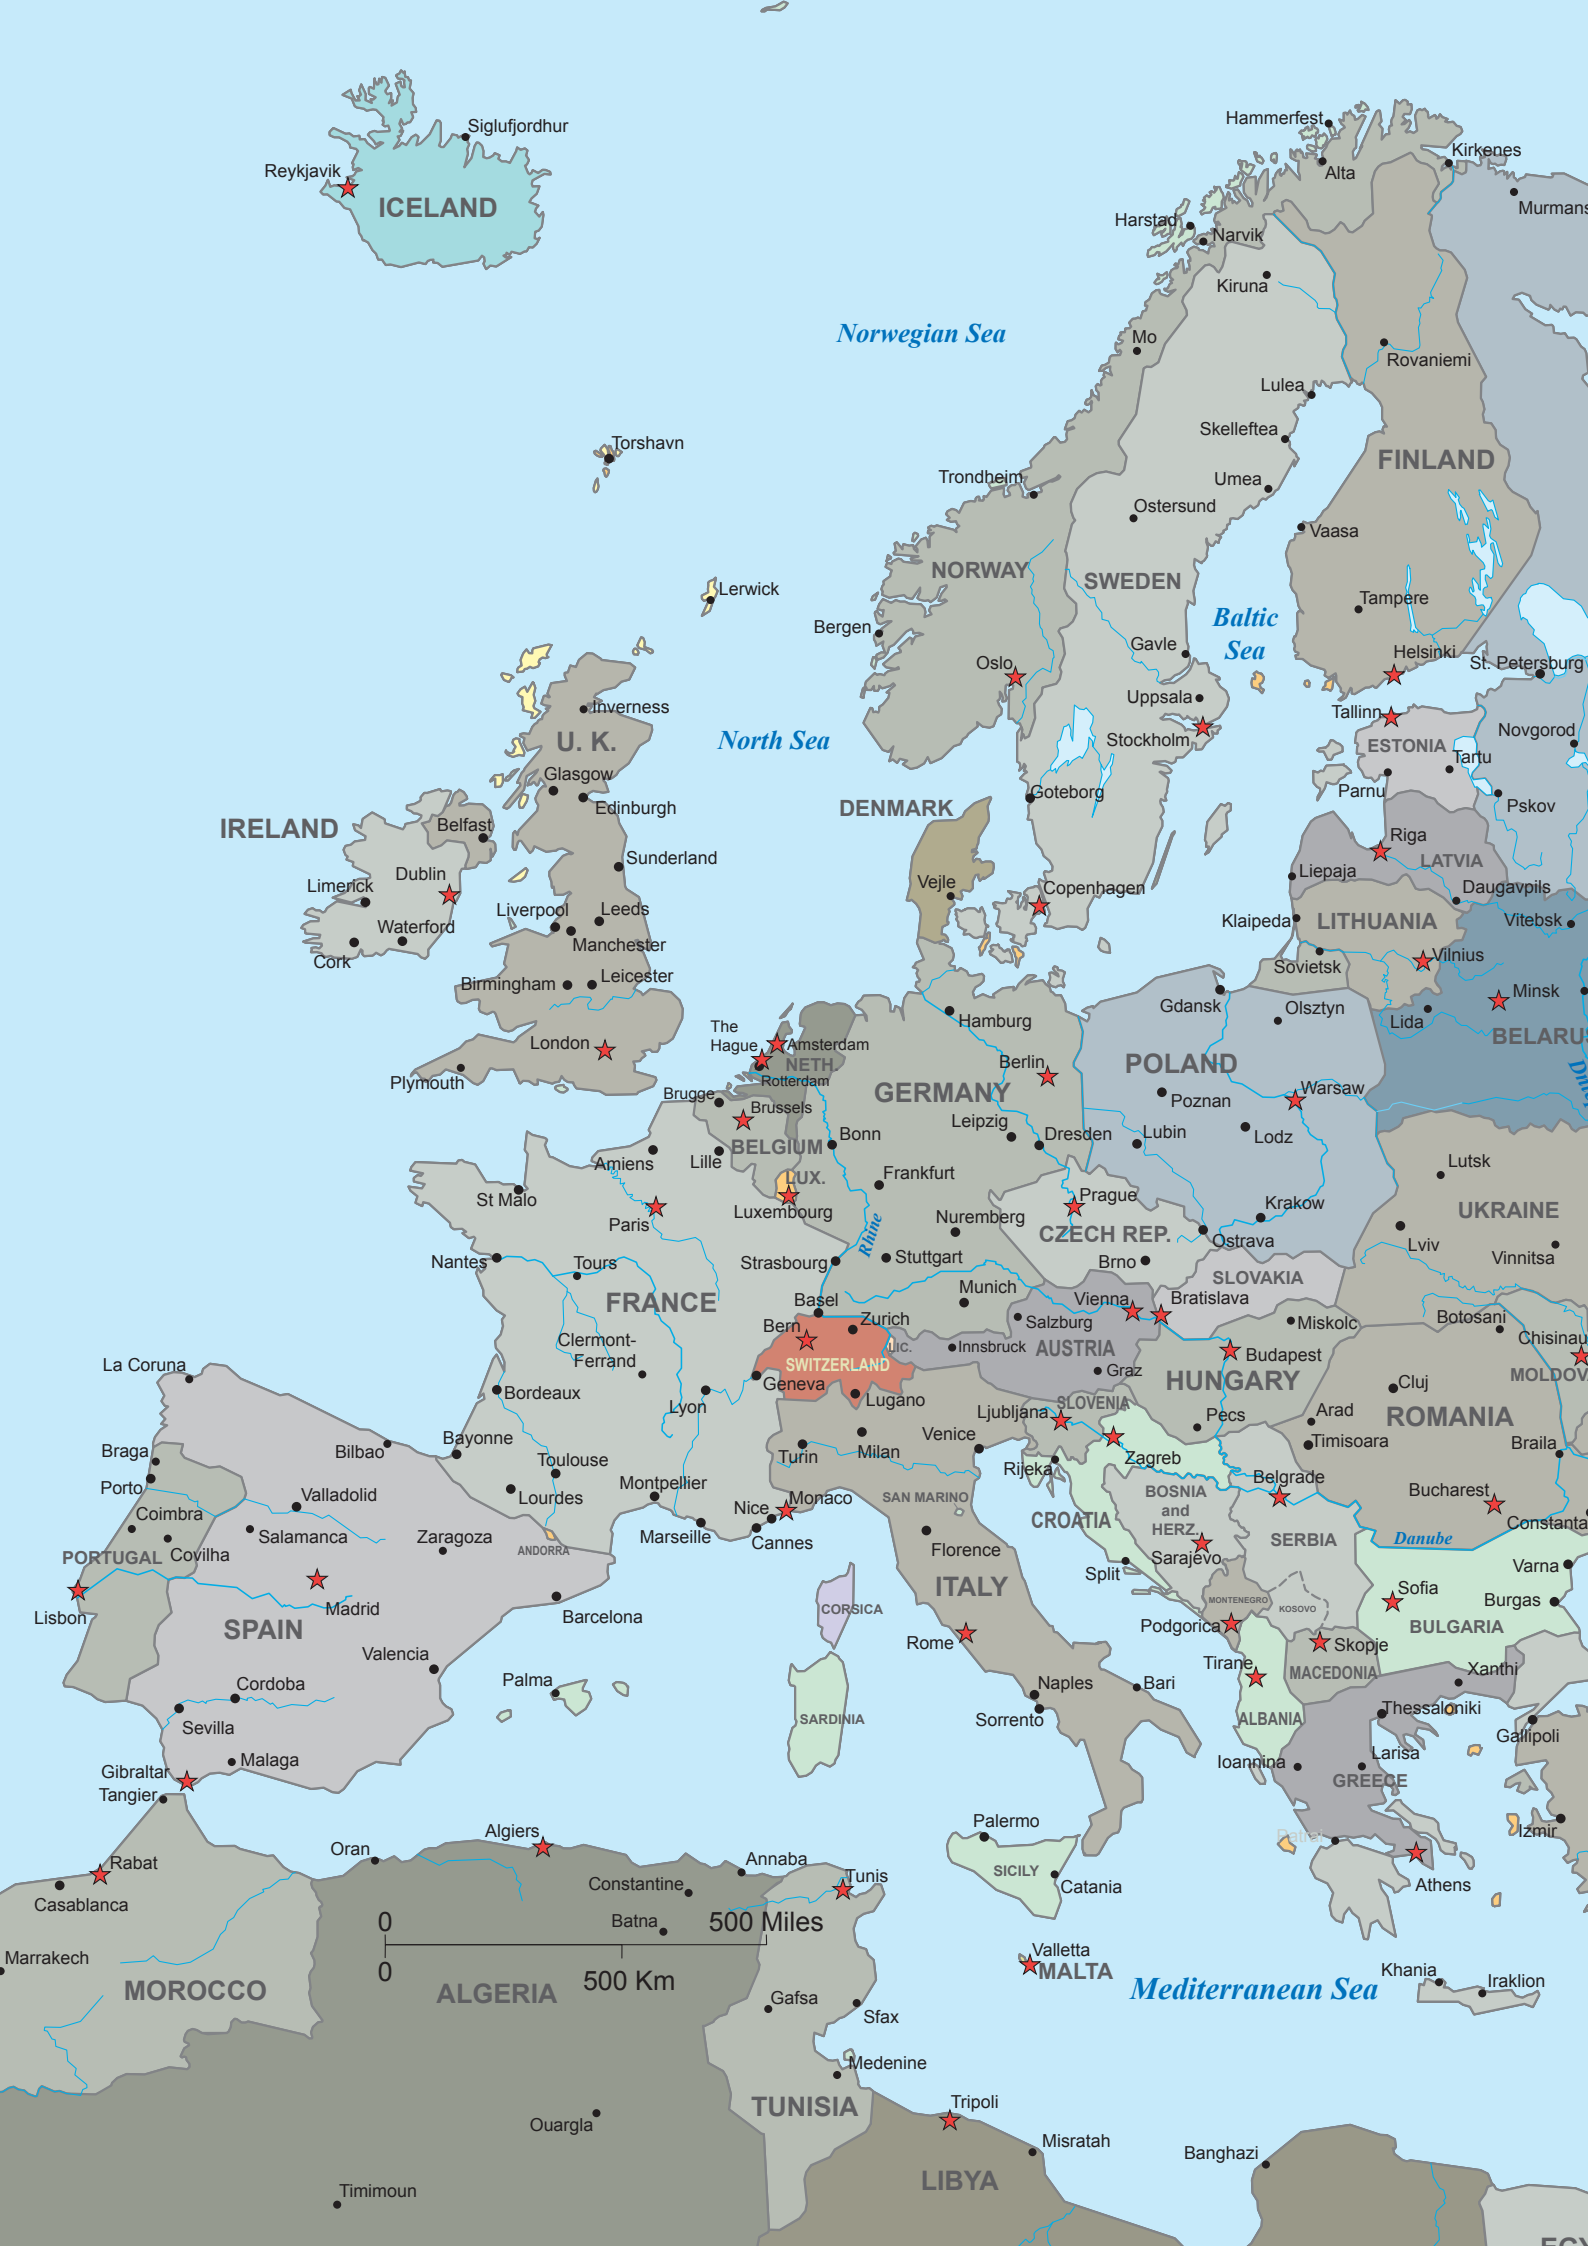 Siglufjordhur
Reykjavik
ICELAND
Hammerfest
Kirkenes
Alta
Murmans
Harstad
Narvik
Kiruna
Norwegian Sea
Mo
Rovaniemi
Lulea
Skelleftea
Torshavn
FINLAND
Trondheim
Umea
Ostersund
Vaasa
NORWAY
SWEDEN
Lerwick
Tampere
Baltic
Sea
Bergen
Gavle
Helsinki
St. Petersburg
Oslo
Uppsala
Inverness
Tallinn
U. K.
North Sea
Stockholm
Novgorod
ESTONIA
Tartu
Glasgow
Parnu
Goteborg
Edinburgh
DENMARK
Pskov
IRELAND
Belfast
Riga
Sunderland
LATVIA
Dublin
Liepaja
Limerick
Vejle
Copenhagen
Daugavpils
Liverpool
Leeds
Klaipeda
LITHUANIA
Vitebsk
Waterford
Manchester
Cork
Sovietsk
Vilnius
Birmingham
Leicester
Minsk
Gdansk
Olsztyn
Hamburg
Lida
The
Hague
BELARUS
London
Amsterdam
NETH.
Berlin
POLAND
Plymouth
Rotterdam
Dniep
Brugge
GERMANY
Poznan
Warsaw
Brussels
Leipzig
Bonn
Dresden
Lubin
Lodz
BELGIUM
Amiens
Lille
Lutsk
LUX.
Frankfurt
St Malo
Prague
Krakow
Luxembourg
UKRAINE
Paris
Nuremberg
CZECH REP.
Rhine
Ostrava
Lviv
Nantes
Tours
Strasbourg
Stuttgart
Brno
Vinnitsa
SLOVAKIA
FRANCE
Basel
Munich
Vienna
Bratislava
Bern
Zurich
Salzburg
Miskolc
Botosani
Clermont-
Ferrand
LIC.
Innsbruck
AUSTRIA
Budapest
Chisinau
La Coruna
SWITZERLAND
Graz
HUNGARY
MOLDOV
Geneva
Cluj
Bordeaux
Lyon
Lugano
SLOVENIA
Ljubljana
Pecs
Arad
ROMANIA
Braga
Bilbao
Bayonne
Turin
Milan
Venice
Zagreb
Timisoara
Braila
Toulouse
Rijeka
Belgrade
Porto
Montpellier
BOSNIA
and
HERZ.
Bucharest
Valladolid
Lourdes
Nice
Monaco
SAN MARINO
Coimbra
CROATIA
Constanta
Salamanca
Zaragoza
Marseille
Cannes
SERBIA
Danube
PORTUGAL
Covilha
ANDORRA
Florence
Sarajevo
Split
Varna
ITALY
Sofia
Lisbon
Madrid
Barcelona
CORSICA
MONTENEGRO
KOSOVO
Burgas
SPAIN
Podgorica
BULGARIA
Valencia
Rome
Skopje
Palma
Tirane
MACEDONIA
Xanthi
Cordoba
Naples
Bari
Sevilla
SARDINIA
Sorrento
ALBANIA
Thessaloniki
Gallipoli
Malaga
Ioannina
Larisa
Gibraltar
GREECE
Tangier
Palermo
Patrai
Izmir
Algiers
Oran
Rabat
Annaba
Tunis
SICILY
Constantine
Catania
Athens
Casablanca
0
Batna
500 Miles
Marrakech
Valletta
0
500 Km
MALTA
Khania
MOROCCO
ALGERIA
Mediterranean Sea
Iraklion
Gafsa
Sfax
Medenine
TUNISIA
Tripoli
Ouargla
Misratah
Banghazi
LIBYA
Timimoun
EGY